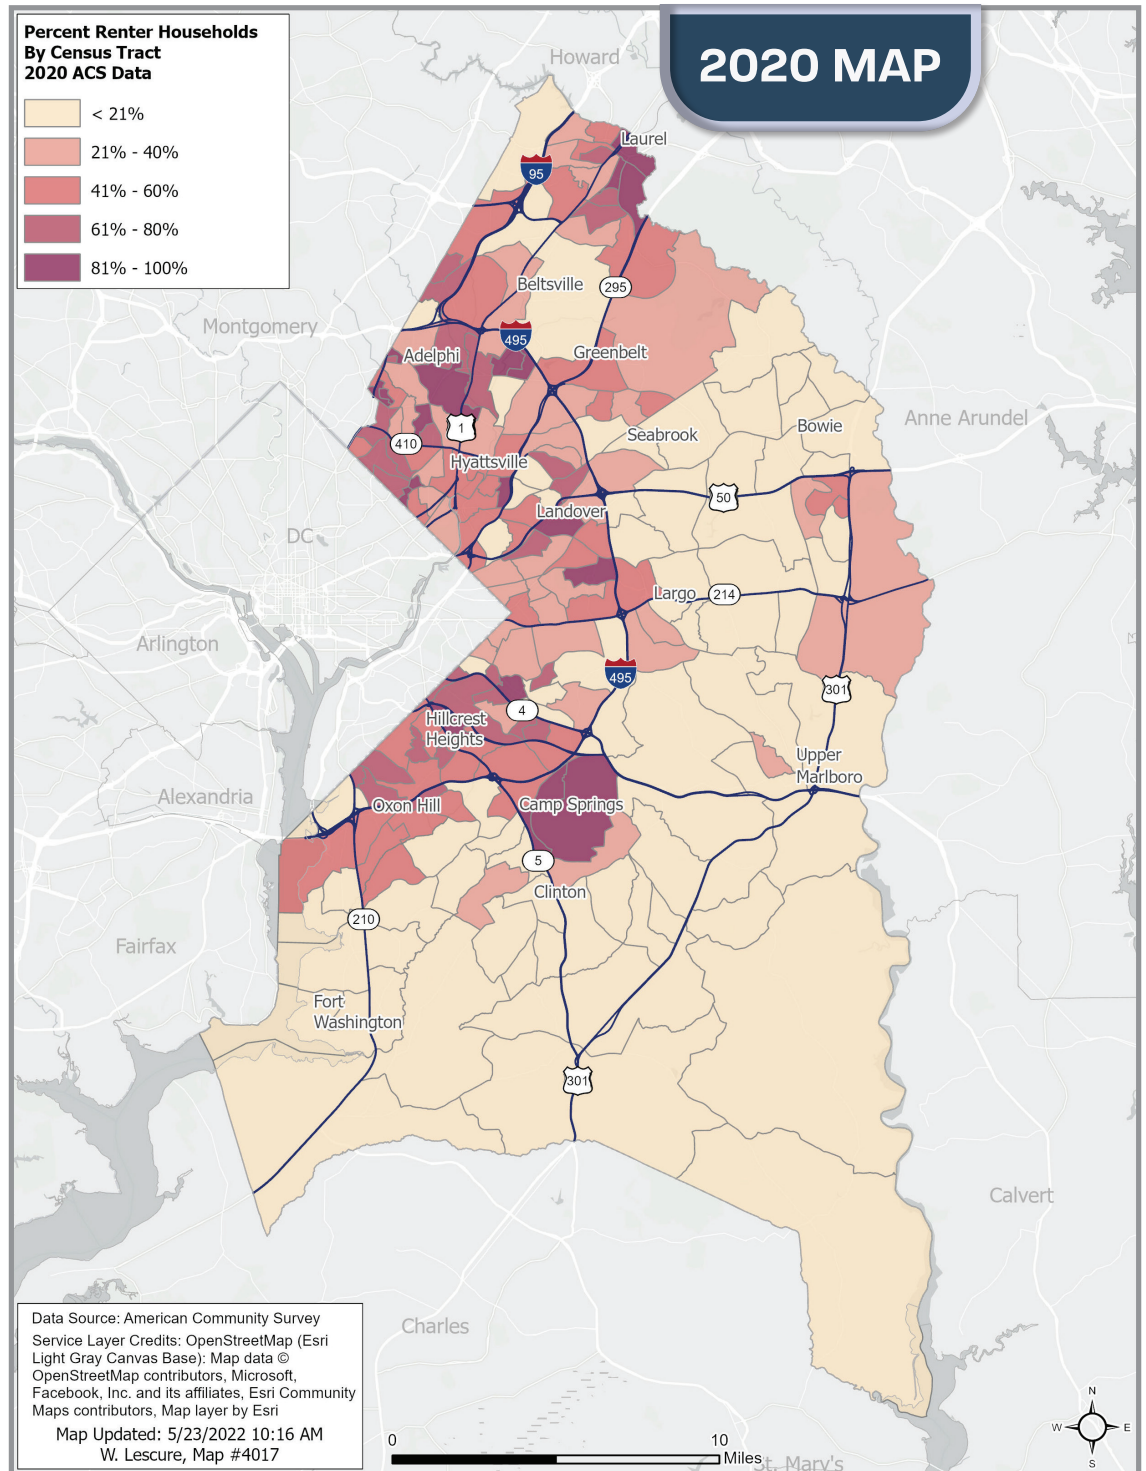 Percent Renter Households
By Census Tract
2020 ACS Data
< 21%
21% - 40%
41% - 60%
61% - 80%
81% - 100%
2020 MAP
Howard
Laurel
95
Beltsville
295
Montgomery
495
Adelphi
Greenbelt
Anne Arundel
Bowie
Seabrook
1
410
Hyattsville
50
Landover
DC
Largo
214
Arlington
495
301
4
Hillcrest
Heights
Upper
Marlboro
Alexandria
Oxon Hill
Camp Springs
5
Clinton
210
Fairfax
Fort
Washington
301
Calvert
Charles
Data Source: American Community Survey
Service Layer Credits: OpenStreetMap (Esri
Light Gray Canvas Base): Map data ©
OpenStreetMap contributors, Microsoft,
Facebook, Inc. and its affiliates, Esri Community
Maps contributors, Map layer by Esri
Map Updated: 5/23/2022 10:16 AM
W. Lescure, Map #4017
0
10
Miles
St. Mary's
N
W
E
S